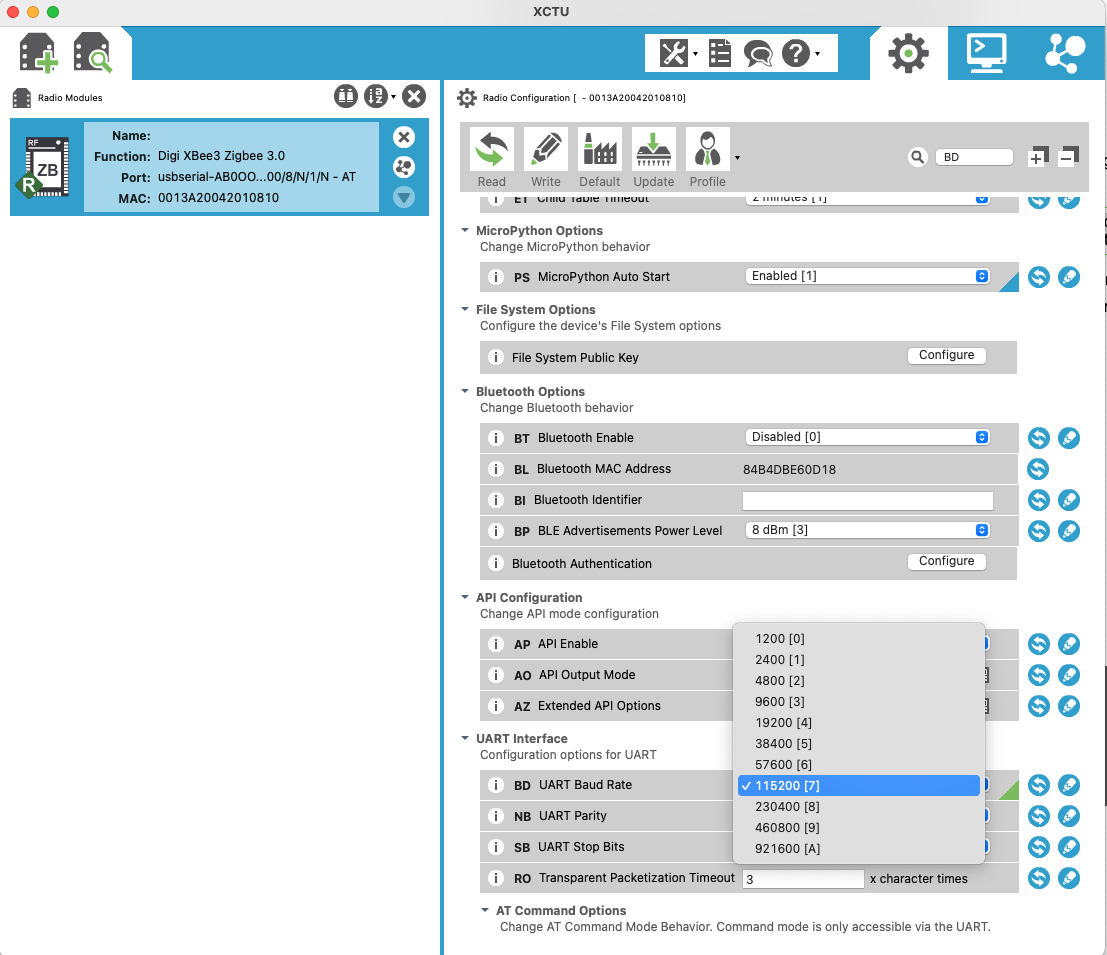 XCTU
Radio Modules
Radio Configuration [  - 0013A20042010810]
RF
ZB
R
Name:
Function: Digi XBee3 Zigbee 3.0
Port: usbserial-AB0OO...00/8/N/1/N - AT
MAC: 0013A20042010810
Read Write Default Update Profile
BD
ET Child Table Timeout 2 minutes [1]
MicroPython Options
Change MicroPython behavior
i PS MicroPython Auto Start Enabled [1]
File System Options
Configure the device's File System options
i File System Public Key Configure
Bluetooth Options
Change Bluetooth behavior
i BT Bluetooth Enable Disabled [0]
i BL Bluetooth MAC Address 84B4DBE60D18
i BI Bluetooth Identifier
i BP BLE Advertisements Power Level 8 dBm [3]
i Bluetooth Authentication Configure
API Configuration
Change API mode configuration
i AP API Enable
i AO API Output Mode
i AZ Extended API Options
UART Interface
Configuration options for UART
i BD UART Baud Rate
i NB UART Parity
i SB UART Stop Bits
i RO Transparent Packetization Timeout 3 x character times
1200 [0]
2400 [1]
4800 [2]
9600 [3]
19200 [4]
38400 [5]
57600 [6]
✓ 115200 [7]
230400 [8]
460800 [9]
921600 [A]
AT Command Options
Change AT Command Mode Behavior. Command mode is only accessible via the UART.